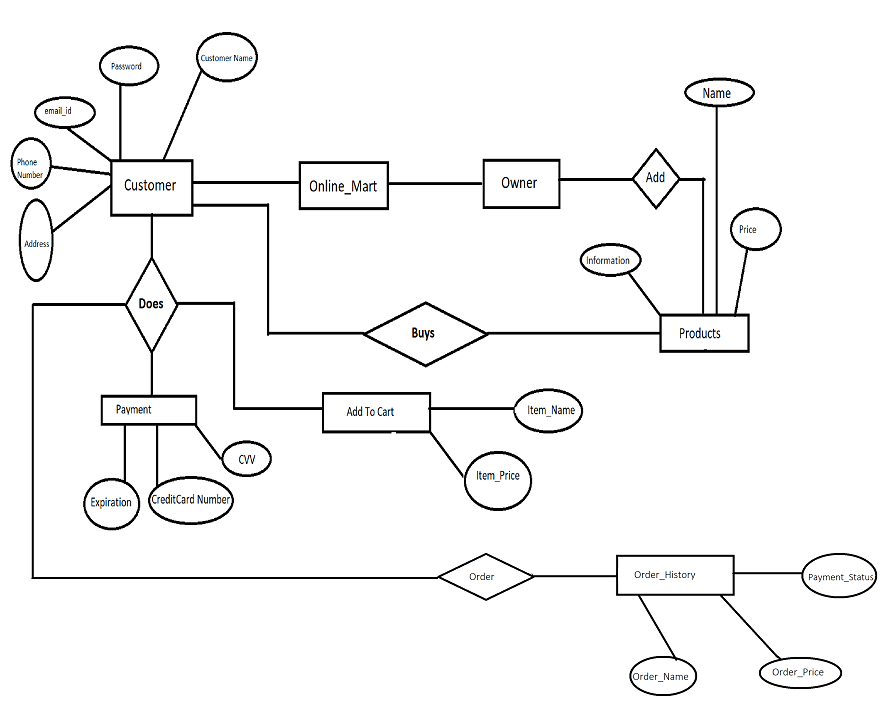 Password
Customer Name
email_id
Name
Phone
Number
Customer
Online_Mart
Owner
Add
Address
Price
Information
Does
Buys
Products
Payment
Add To Cart
Item_Name
CVV
Item_Price
Expiration
CreditCard Number
Order
Order_History
Payment_Status
Order_Name
Order_Price